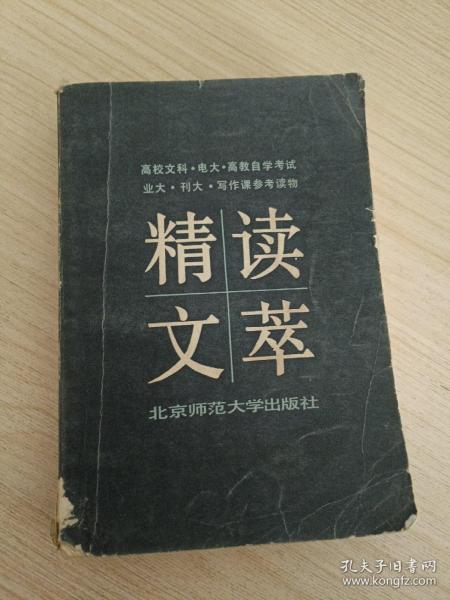 高校文科·电大·高教自学考试
业大·刊大·写作课参考读物
精读
文萃
北京师范大学出版社
孔夫子旧书网
www.kongfz.com